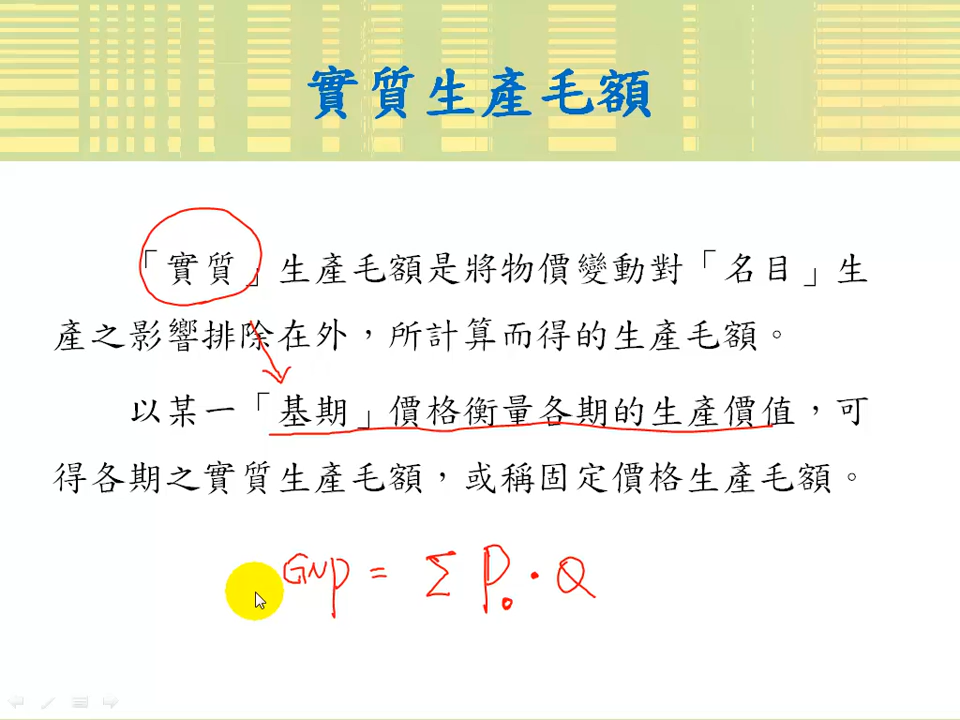 實質生產毛額
「實質」生產毛額是將物價變動對「名目」生
產之影響排除在外，所計算而得的生產毛額。
以某一「基期」價格衡量各期的生產價值，可
得各期之實質生產毛額，或稱固定價格生產毛額。
GNP = Σ P₀ · Q